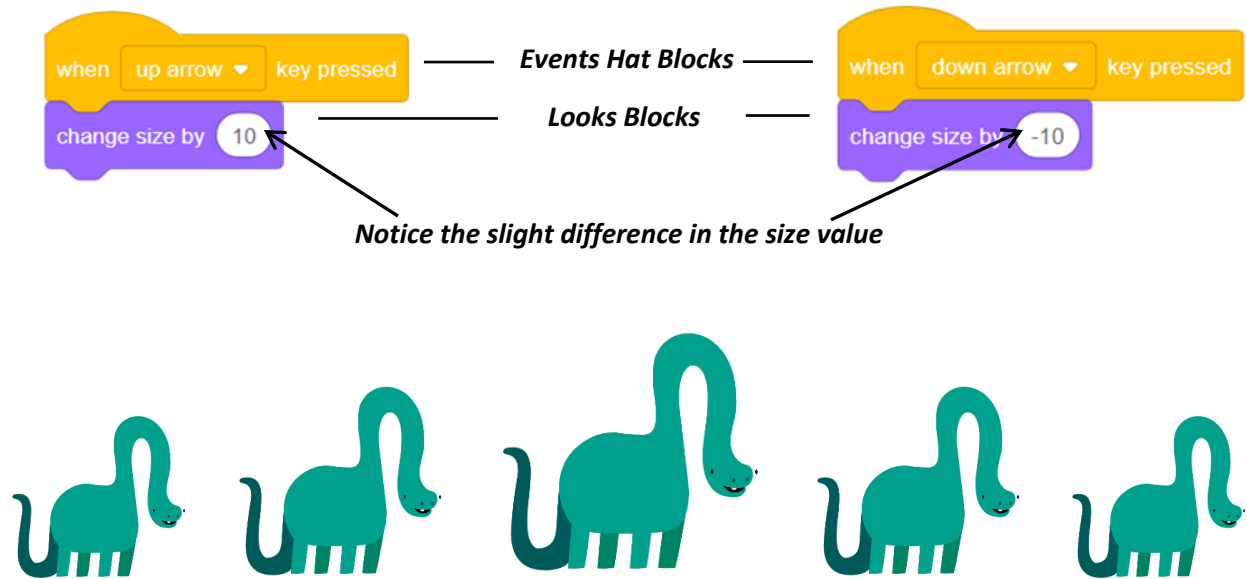 when up arrow key pressed
Events Hat Blocks
when down arrow key pressed
change size by 10
Looks Blocks
change size by -10
Notice the slight difference in the size value